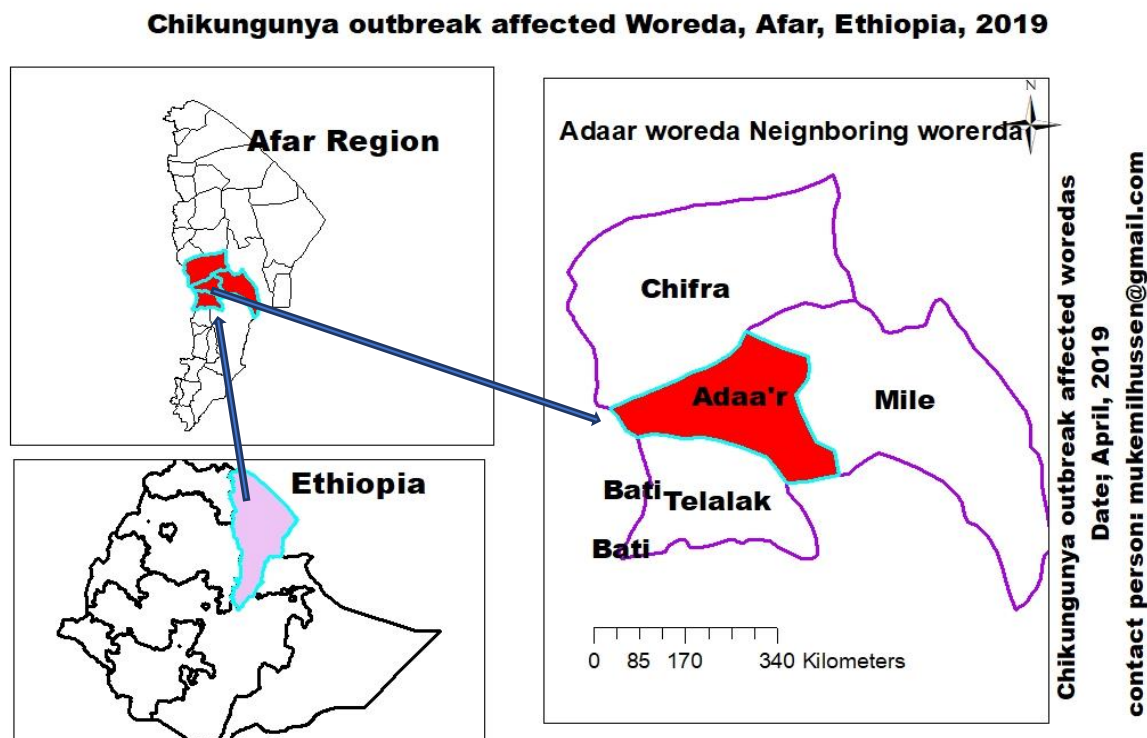 Chikungunya outbreak affected Woreda, Afar, Ethiopia, 2019
Afar Region
Ethiopia
N
Adaar woreda Neignboring worerda
Chifra
Adaa'r
Mile
Bati
Telalak
Bati
0 85 170 340 Kilometers
Chikungunya outbreak affected woredas
Date; April, 2019
contact person: mukemilhussen@gmail.com